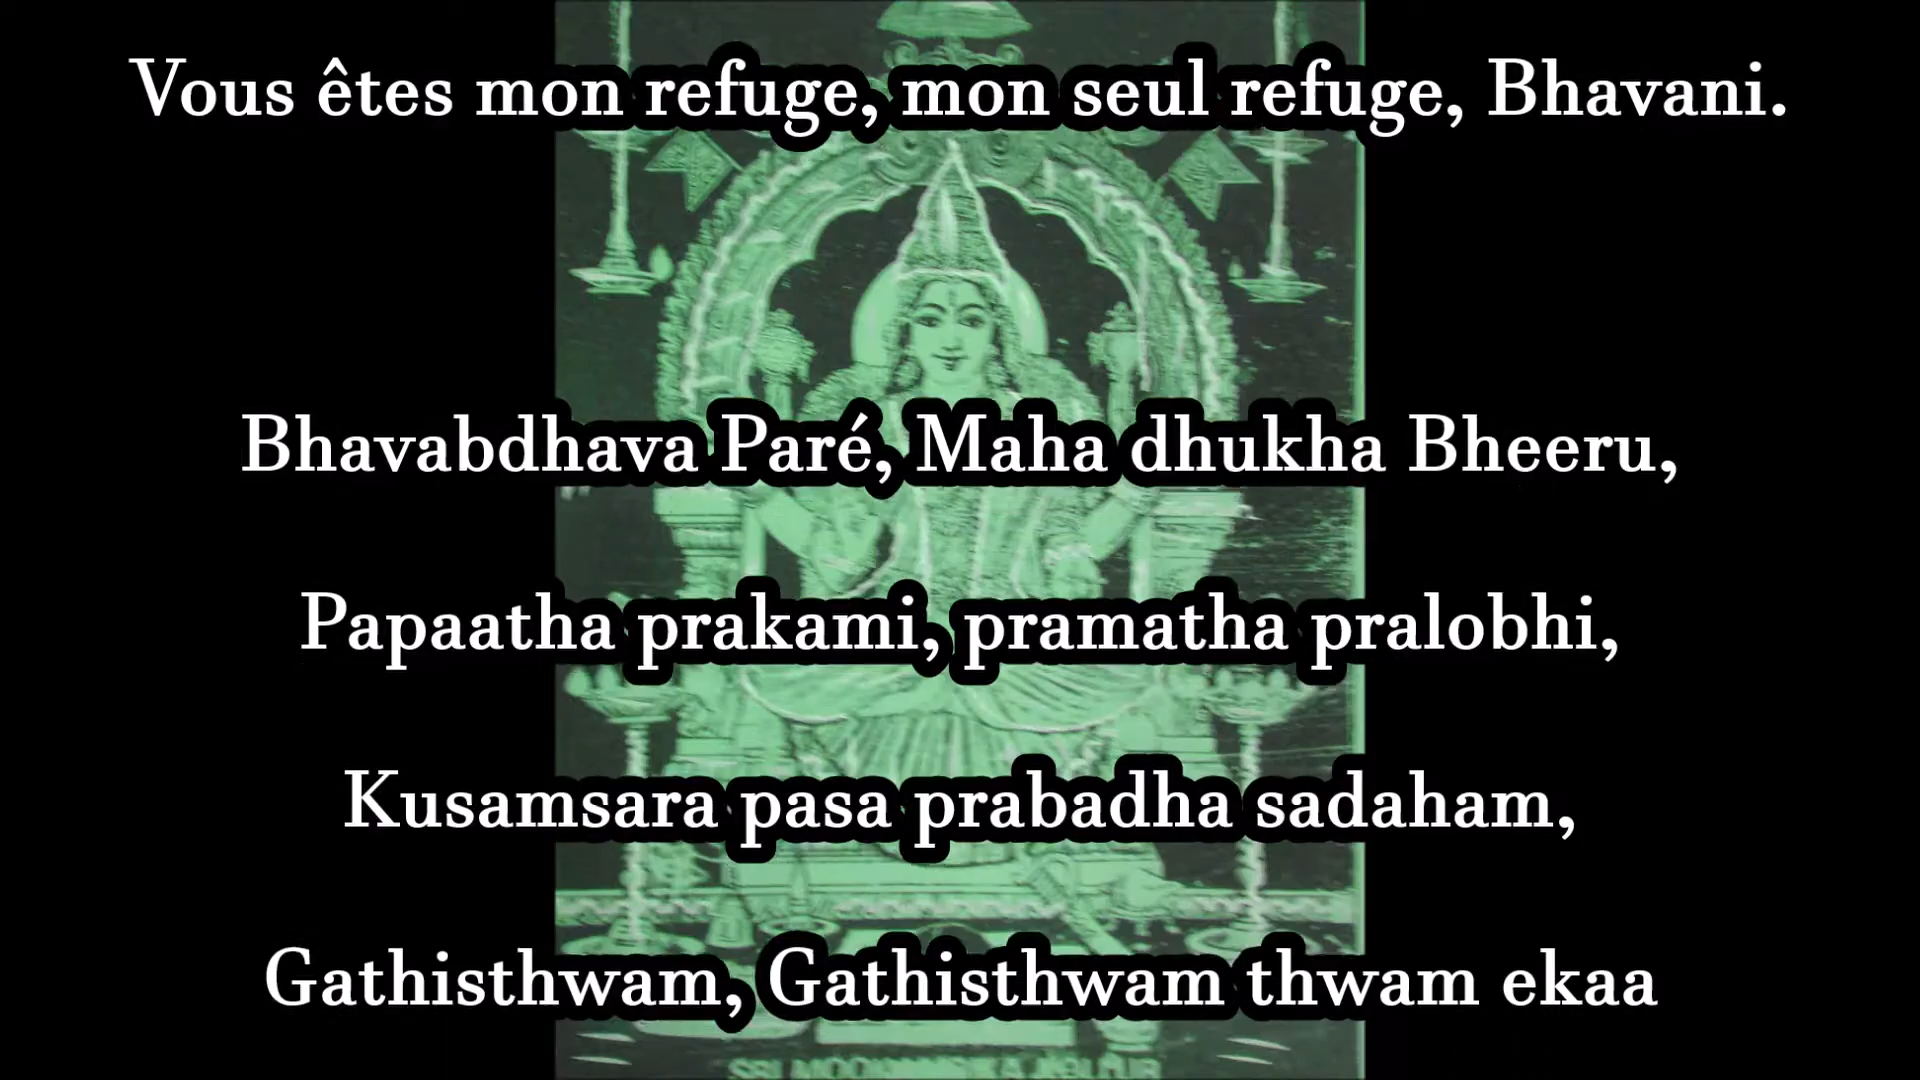 Vous êtes mon refuge, mon seul refuge, Bhavani.
Bhavabdhava Paré, Maha dhukha Bheeru,
Papaatha prakami, pramatha pralobhi,
Kusamsara pasa prabadha sadaham,
Gathisthwam, Gathisthwam thwam ekaa
SRI